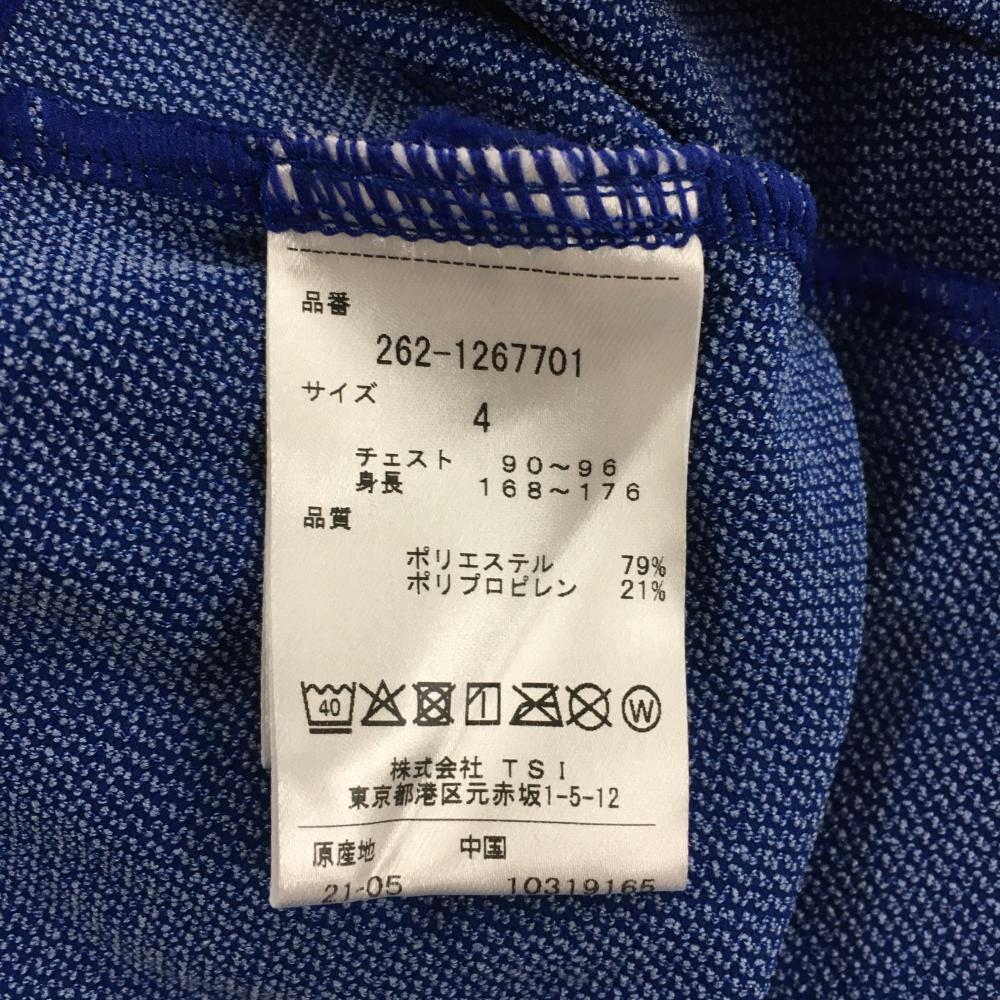 品番
262-1267701
サイズ
4
チェスト 90～96
身長 168～176
品質
ポリエステル 79%
ポリプロピレン 21%
40 W
株式会社 TSI
東京都港区元赤坂1-5-12
原産地 中国
21-05 10319165